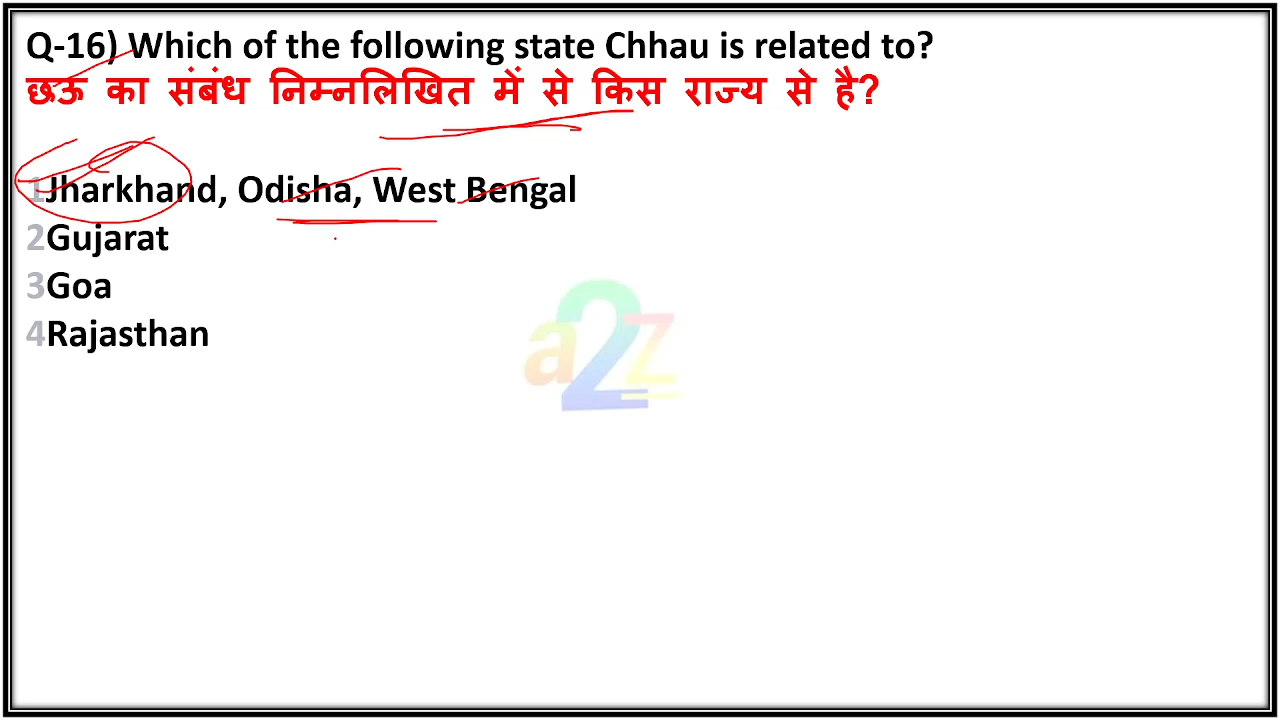 Q-16) Which of the following state Chhau is related to?
छऊ का संबंध निम्नलिखित में से किस राज्य से है?
1Jharkhand, Odisha, West Bengal
2Gujarat
3Goa
4Rajasthan
a2z